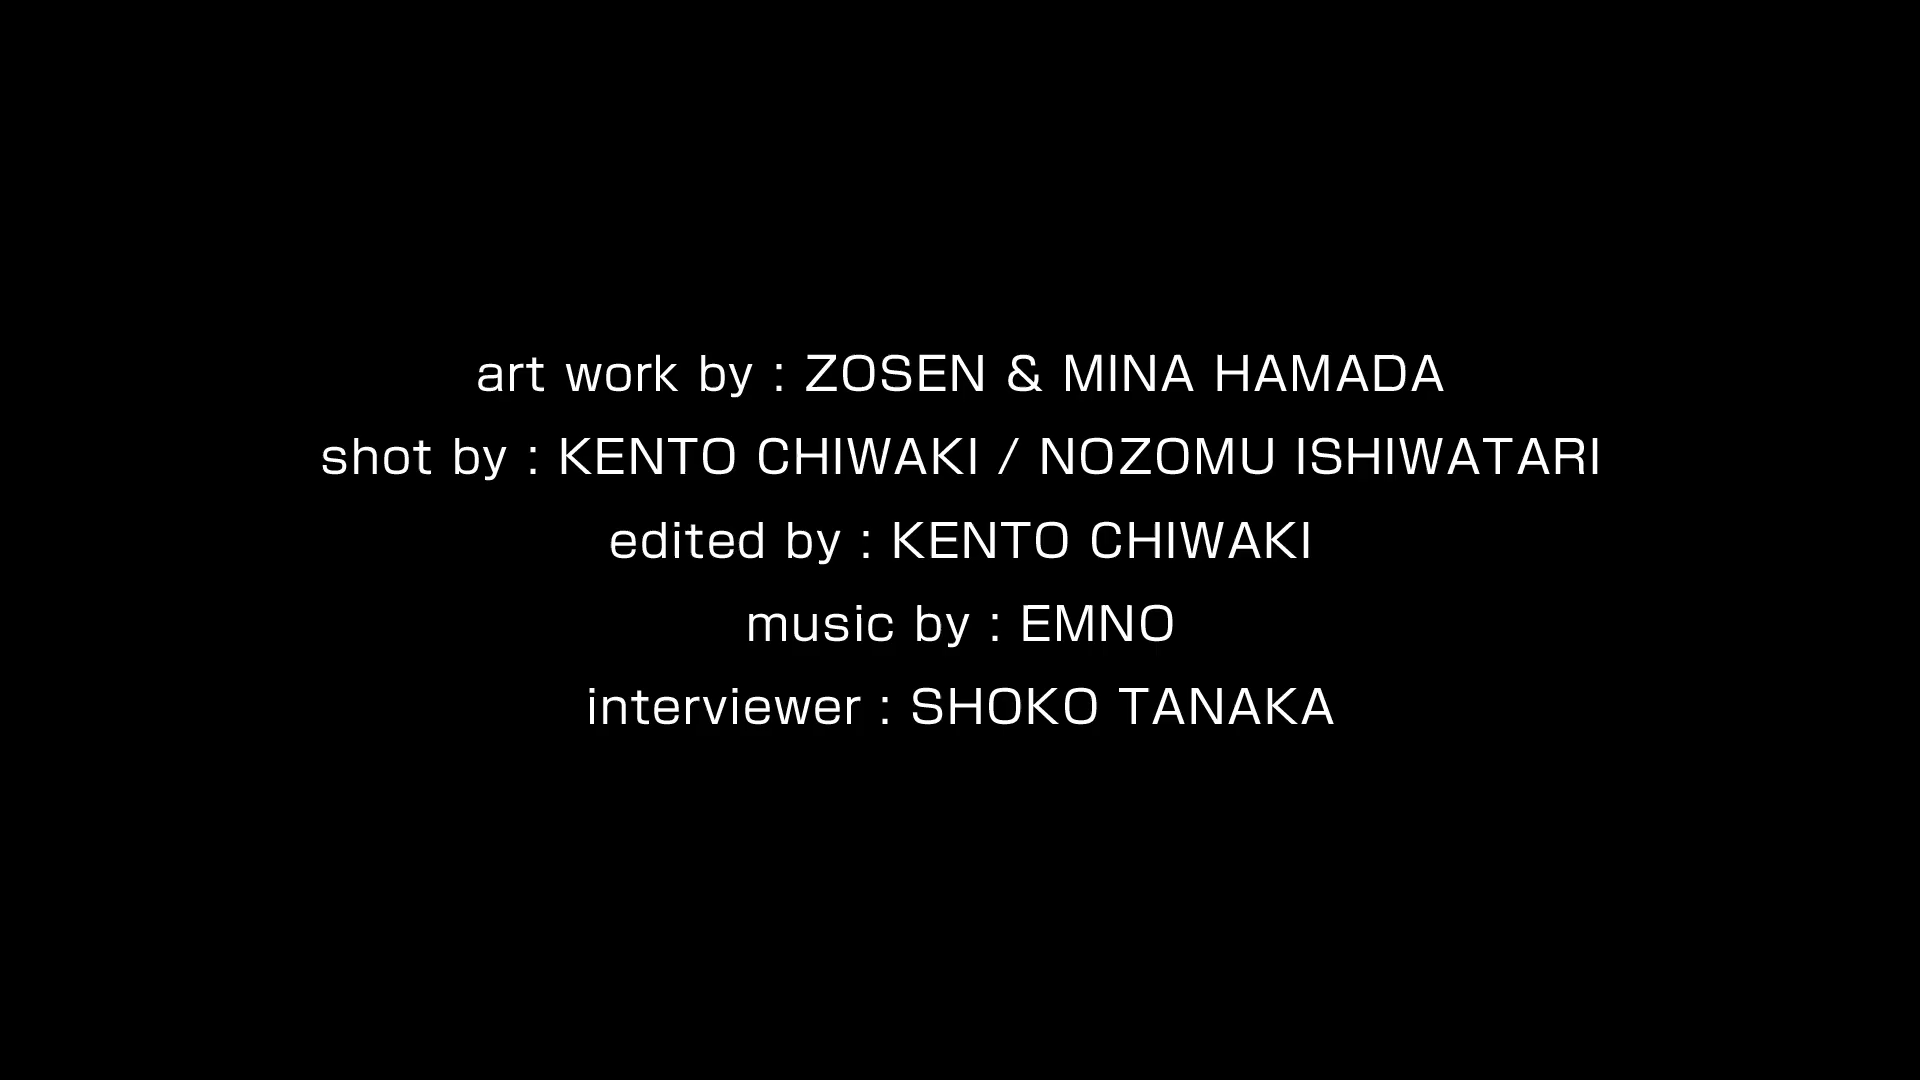 art work by : ZOSEN & MINA HAMADA
shot by : KENTO CHIWAKI / NOZOMU ISHIWATARI
edited by : KENTO CHIWAKI
music by : EMNO
interviewer : SHOKO TANAKA